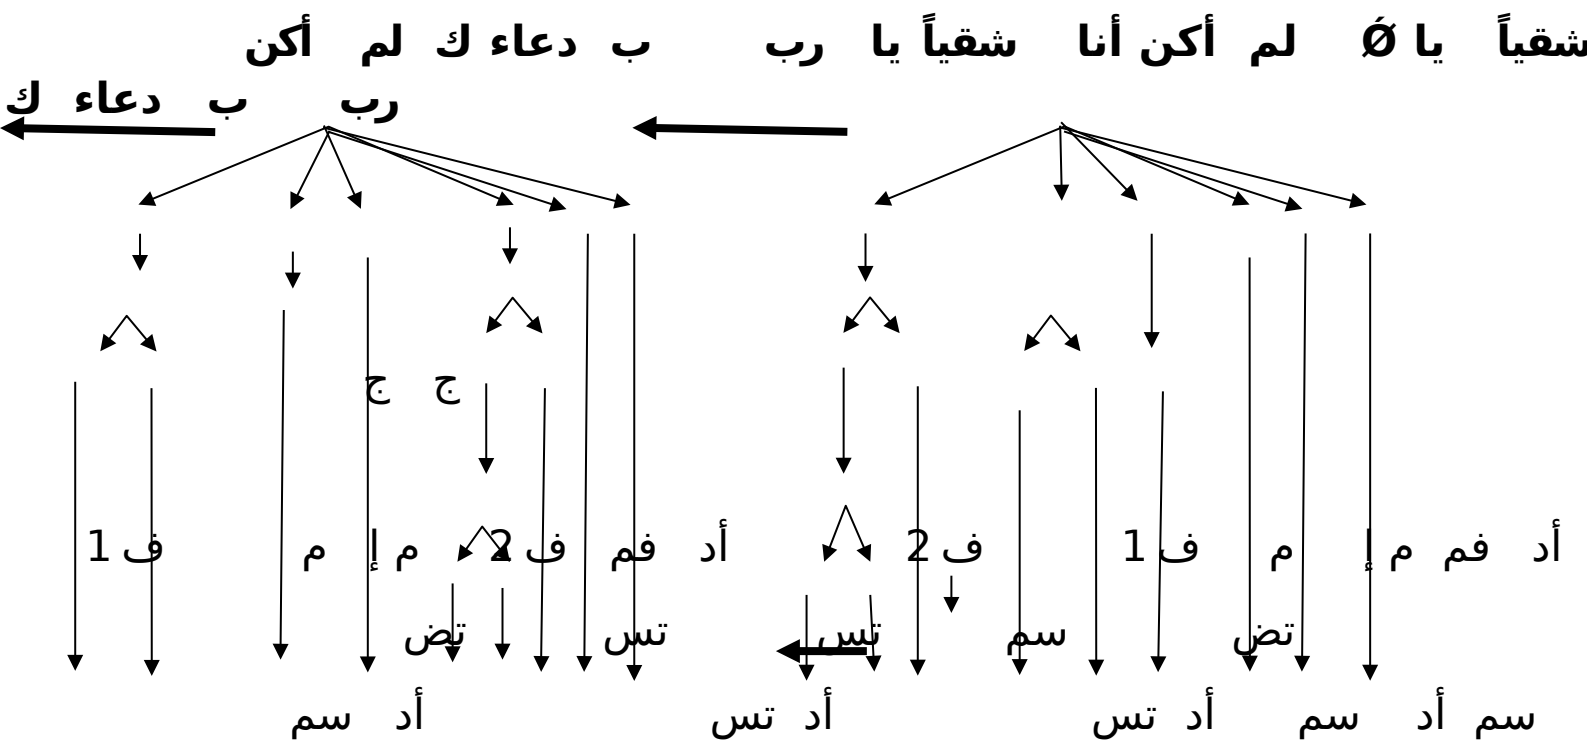 شقياً يا Ǿ لم أكن أنا شقياً يا رب ب دعاء ك لم أكن
رب ب دعاء ك
ج ج
أد فم م إ م ف 1 ف 2 أد فم ف 2 م إ م ف 1
تض سم تس تس تض
سم أد سم أد تس أد تس أد سم